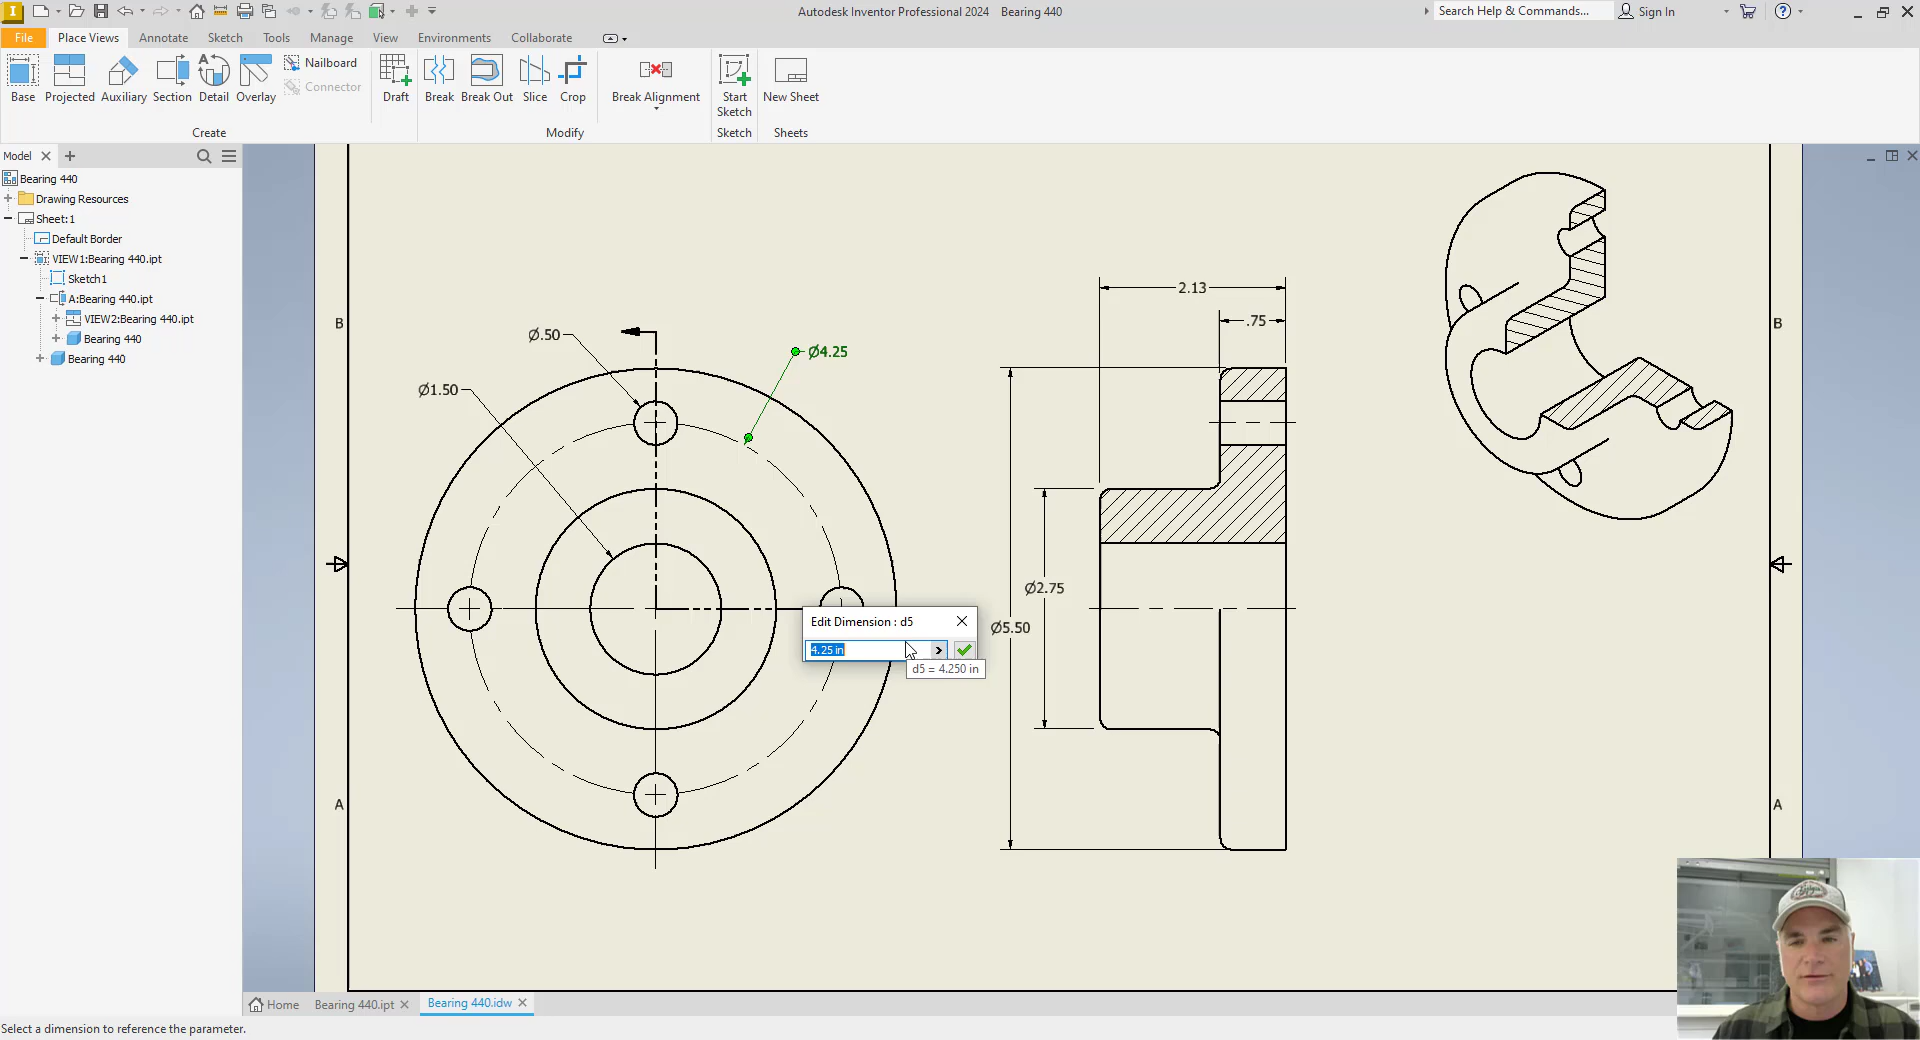 Autodesk Inventor Professional 2024 Bearing 440
Search Help & Commands...
Sign In
File
Place Views
Annotate
Sketch
Tools
Manage
View
Environments
Collaborate
Base
Projected
Auxiliary
Section
Detail
Overlay
Nailboard
Connector
Draft
Break
Break Out
Slice
Crop
Break Alignment
Start
Sketch
New Sheet
Create
Modify
Sketch
Sheets
Model
Bearing 440
Drawing Resources
Sheet:1
Default Border
VIEW1:Bearing 440.ipt
Sketch1
A:Bearing 440.ipt
VIEW2:Bearing 440.ipt
Bearing 440
Bearing 440
B
B
A
A
Ø.50
Ø4.25
Ø1.50
2.13
.75
Ø2.75
Ø5.50
Edit Dimension : d5
4.25 in
d5 = 4.250 in
Home
Bearing 440.ipt
Bearing 440.idw
Select a dimension to reference the parameter.